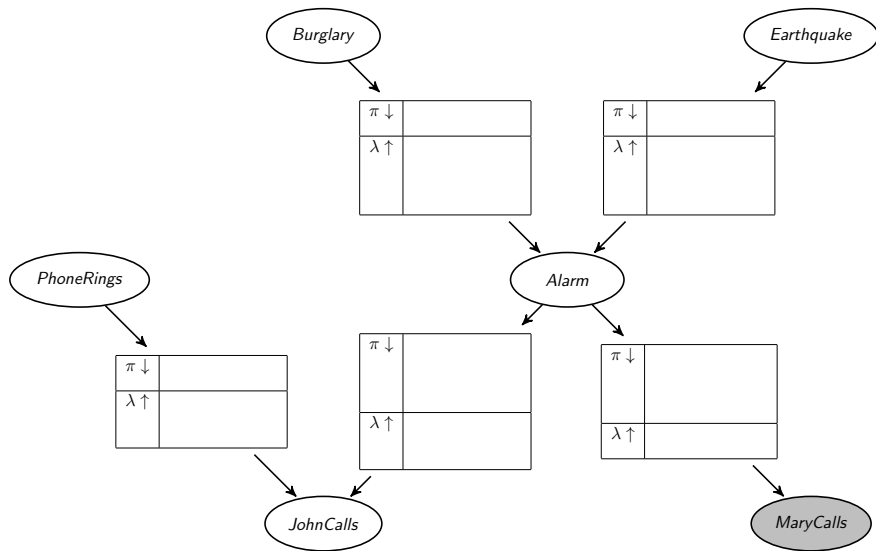 Burglary
Earthquake
π ↓
π ↓
λ ↑
λ ↑
PhoneRings
Alarm
π ↓
π ↓
π ↓
λ ↑
λ ↑
λ ↑
JohnCalls
MaryCalls